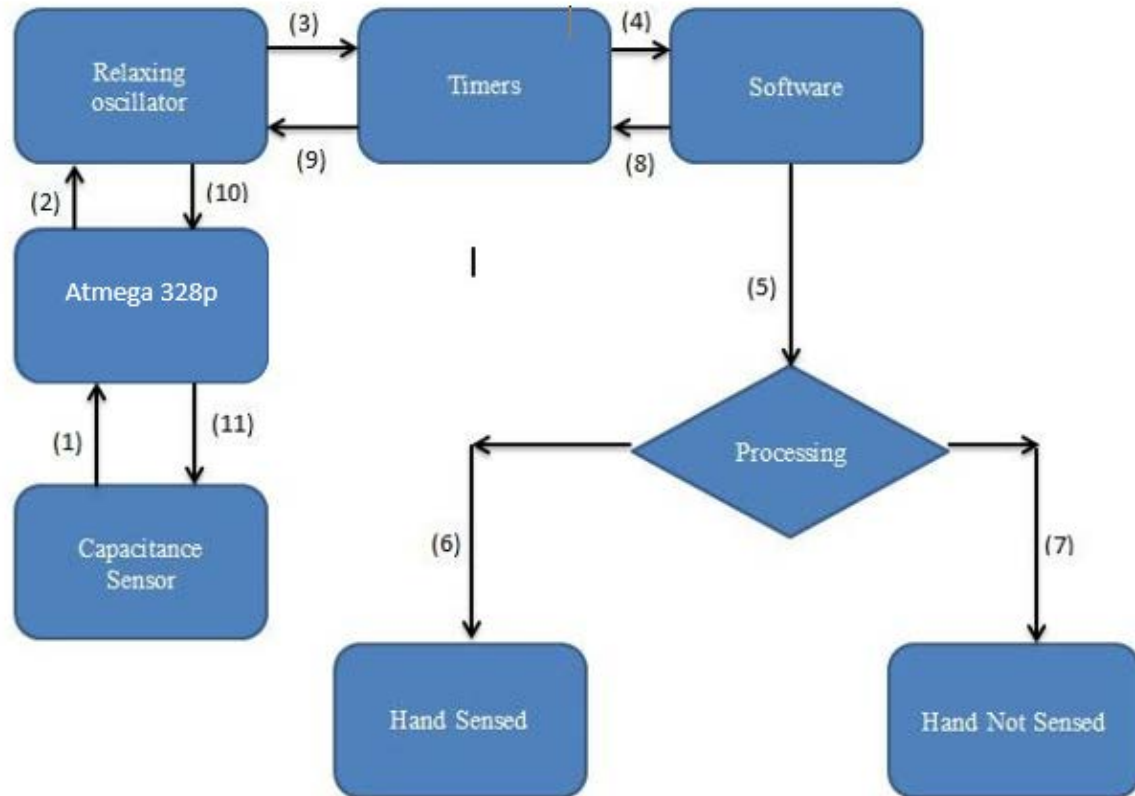 (3)
(4)
Relaxing
oscillator
Timers
Software
(9)
(8)
(2)
(10)
Atmega 328p
(5)
(1)
(11)
Processing
Capacitance
Sensor
(6)
(7)
Hand Sensed
Hand Not Sensed